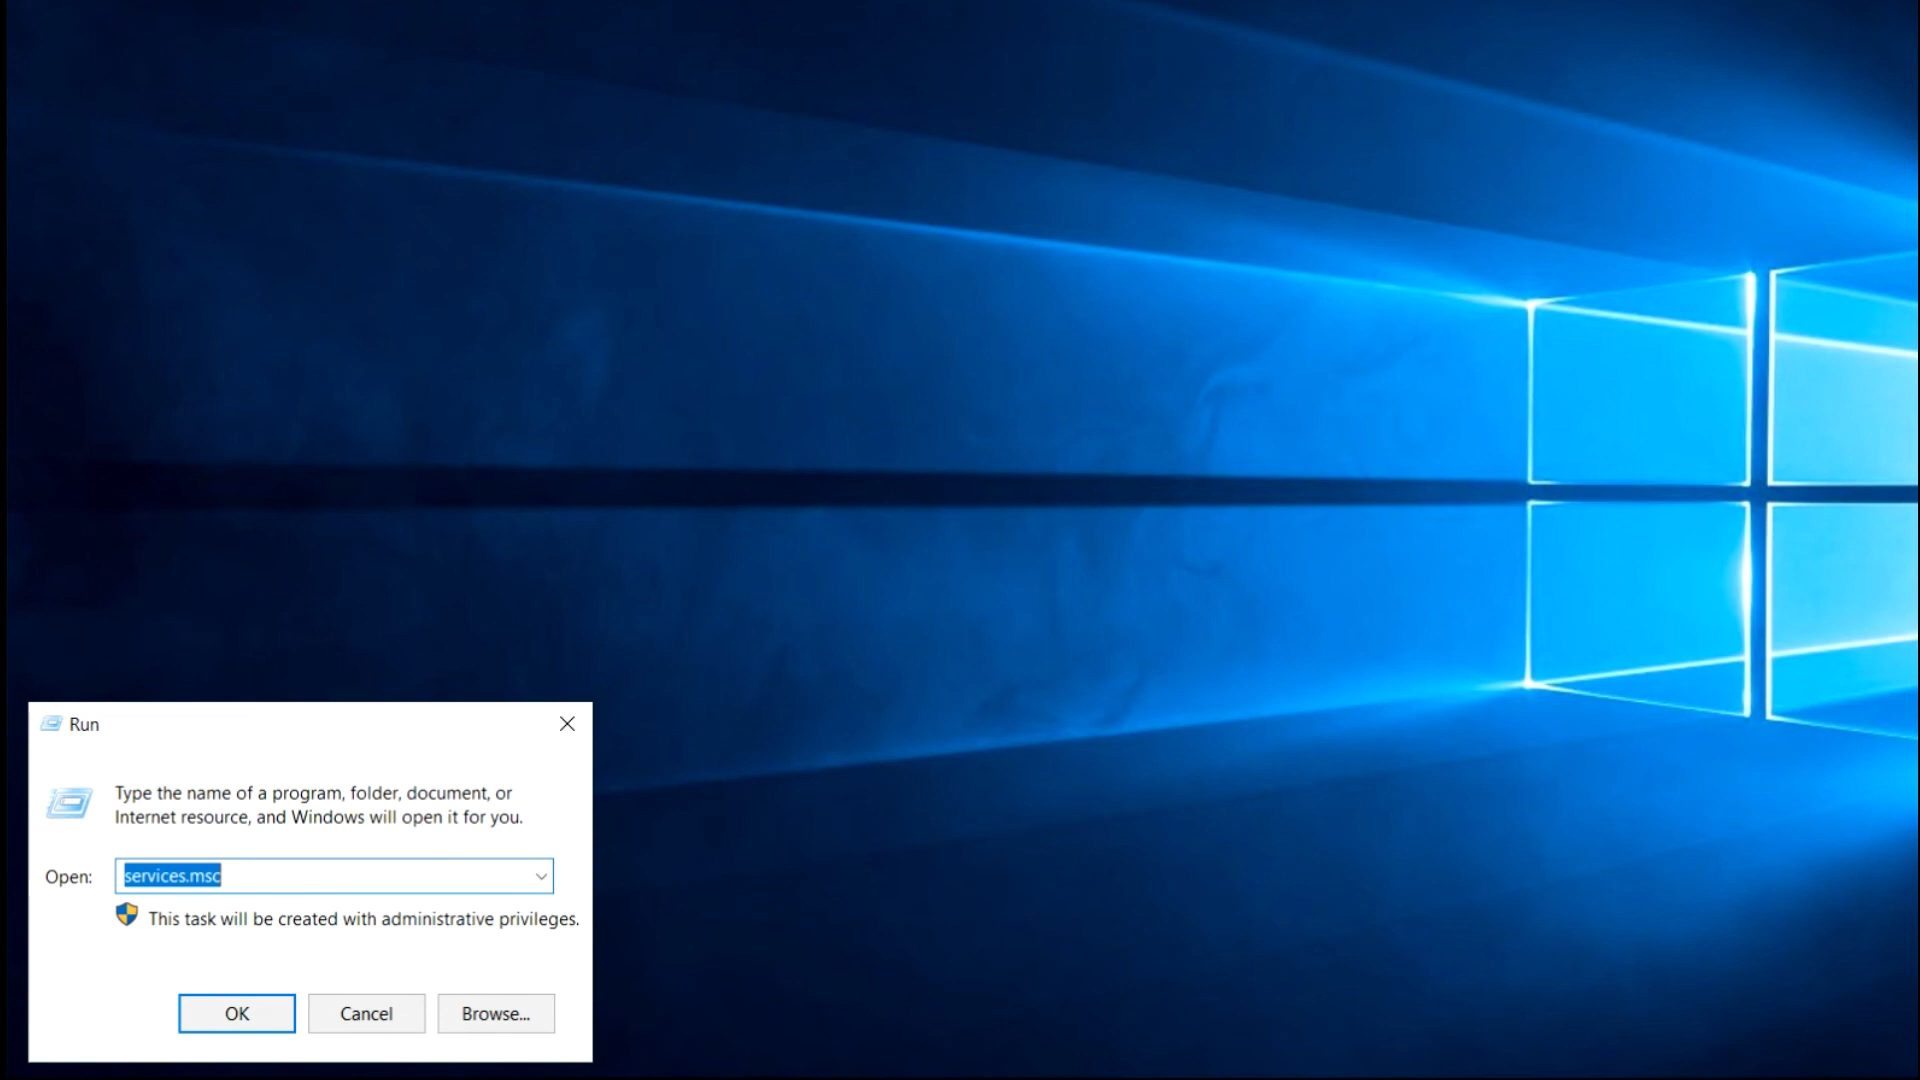 Run
Type the name of a program, folder, document, or
Internet resource, and Windows will open it for you.
Open: services.msc
This task will be created with administrative privileges.
OK Cancel Browse...